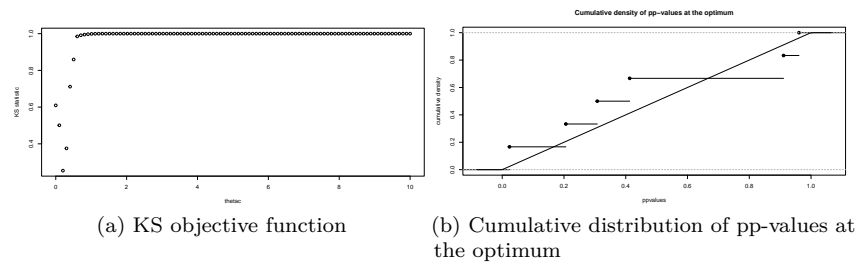 Cumulative density of pp−values at the optimum
KS statistic
0.4 0.6 0.8 1.0
0 2 4 6 8 10
thetac
cumulative density
0.0 0.2 0.4 0.6 0.8 1.0
0.0 0.2 0.4 0.6 0.8 1.0
ppvalues
(a) KS objective function
(b) Cumulative distribution of pp-values at
the optimum